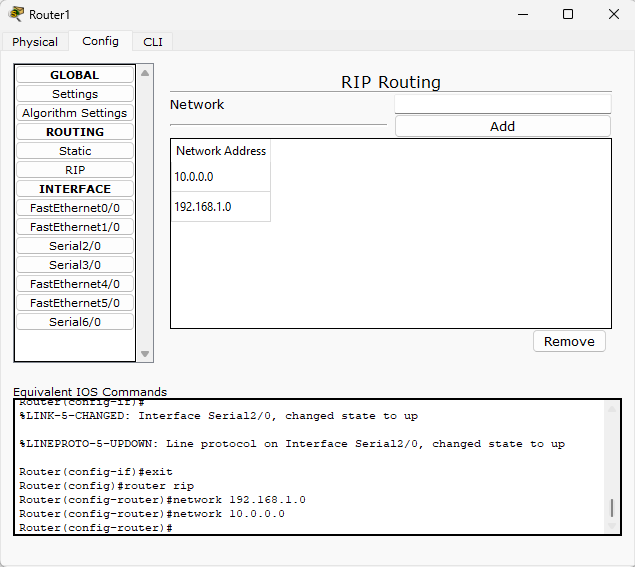 Router1
Physical Config CLI
GLOBAL
Settings
Algorithm Settings
ROUTING
Static
RIP
INTERFACE
FastEthernet0/0
FastEthernet1/0
Serial2/0
Serial3/0
FastEthernet4/0
FastEthernet5/0
Serial6/0
RIP Routing
Network
Add
Network Address
10.0.0.0
192.168.1.0
Remove
Equivalent IOS Commands
Router(config-if)#
%LINK-5-CHANGED: Interface Serial2/0, changed state to up
%LINEPROTO-5-UPDOWN: Line protocol on Interface Serial2/0, changed state to up
Router(config-if)#exit
Router(config)#router rip
Router(config-router)#network 192.168.1.0
Router(config-router)#network 10.0.0.0
Router(config-router)#